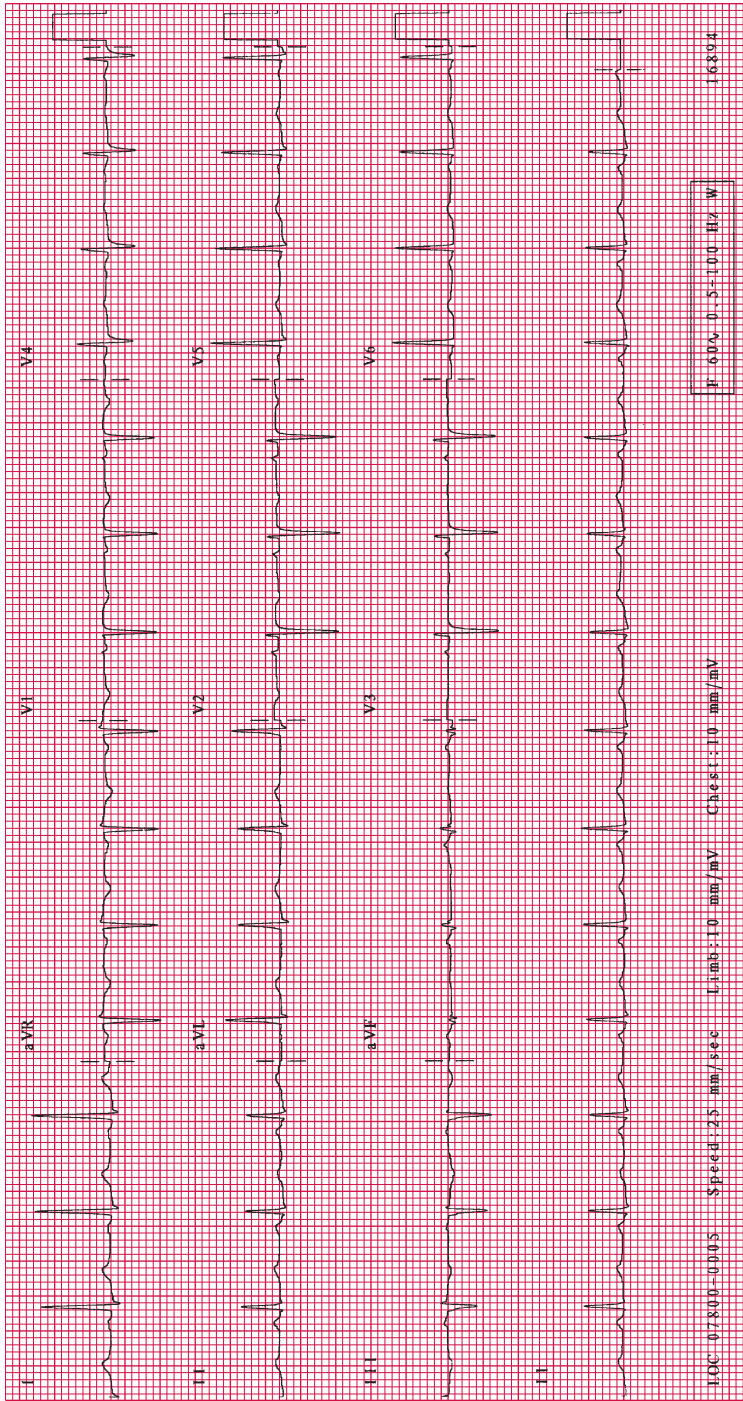 I aVR V1 V4
II aVL V2 V5
III aVF V3 V6
II
LOC 07800-0005 Speed:25 mm/sec Limb:10 mm/mV Chest:10 mm/mV F 60∿ 0.5-100 Hz W 16894